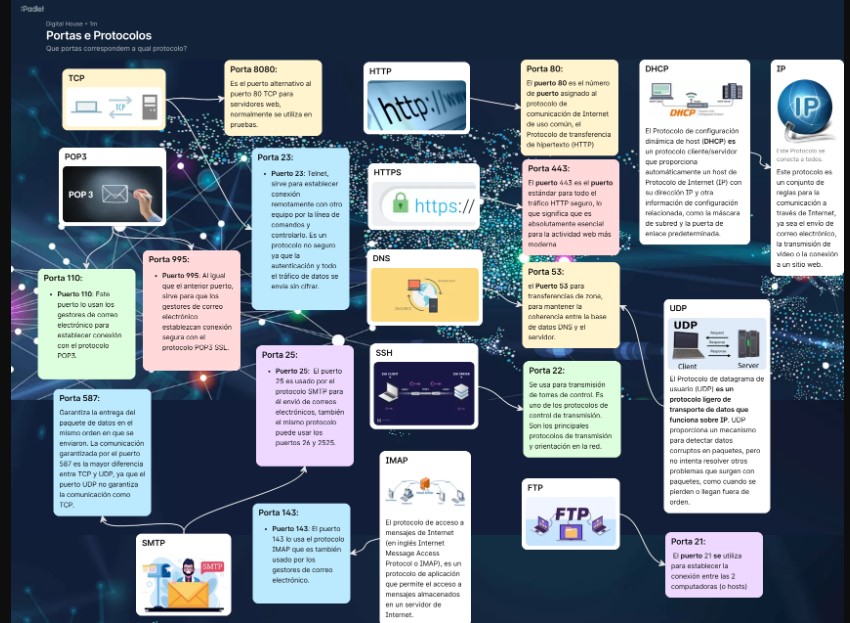 :Padlet
Digital House • 1m
Portas e Protocolos
Que portas correspondem a qual protocolo?
TCP
TCP
Porta 8080:
Es el puerto alternativo al
puerto 80 TCP para
servidores web,
normalmente se utiliza en
pruebas.
HTTP
http://www
Porta 80:
El puerto 80 es el número
de puerto asignado al
protocolo de
comunicación de Internet
de uso común, el
Protocolo de transferencia
de hipertexto (HTTP)
DHCP
DHCP
El Protocolo de configuración
dinámica de host (DHCP) es
un protocolo cliente/servidor
que proporciona
automáticamente un host de
Protocolo de Internet (IP) con
su dirección IP y otra
información de configuración
relacionada, como la máscara
de subred y la puerta de
enlace predeterminada.
IP
IP
Este Protocolo se
conecta a todos.
Este protocolo es
un conjunto de
reglas para la
comunicación a
través de Internet,
ya sea el envío de
correo electrónico,
la transmisión de
vídeo o la conexión
a un sitio web.
POP3
POP 3
Porta 23:
• Puerto 23: Telnet,
sirve para establecer
conexión
remotamente con otro
equipo por la línea de
comandos y
controlarlo. Es un
protocolo no seguro
ya que la
autenticación y todo
el tráfico de datos se
envía sin cifrar.
HTTPS
https://
Porta 443:
El puerto 443 es el puerto
estándar para todo el
tráfico HTTP seguro, lo
que significa que es
absolutamente esencial
para la actividad web más
moderna
Porta 110:
• Puerto 110: Este
puerto lo usan los
gestores de correo
electrónico para
establecer conexión
con el protocolo
POP3.
Porta 995:
• Puerto 995: Al igual
que el anterior puerto,
sirve para que los
gestores de correo
electrónico
establezcan conexión
segura con el
protocolo POP3 SSL.
DNS
Porta 53:
el Puerto 53 para
transferencias de zona,
para mantener la
coherencia entre la base
de datos DNS y el
servidor.
UDP
UDP
Request
Response
Response
Client
Server
El Protocolo de datagrama de
usuario (UDP) es un
protocolo ligero de
transporte de datos que
funciona sobre IP. UDP
proporciona un mecanismo
para detectar datos
corruptos en paquetes, pero
no intenta resolver otros
problemas que surgen con
paquetes, como cuando se
pierden o llegan fuera de
orden.
Porta 25:
• Puerto 25: El puerto
25 es usado por el
protocolo SMTP para
él envió de correos
electrónicos, también
el mismo protocolo
puede usar los
puertos 26 y 2525.
SSH
Porta 22:
Se usa para transmisión
de torres de control. Es
uno de los protocolos de
control de transmisión.
Son los principales
protocolos de transmisión
y orientación la red.
Porta 587:
Garantiza la entrega del
paquete de datos en el
mismo orden en que se
enviaron. La comunicación
garantizada por el puerto
587 es la mayor diferencia
entre TCP y UDP, ya que el
puerto UDP no garantiza
la comunicación como
TCP.
IMAP
El protocolo de acceso a
mensajes de Internet
(en inglés Internet
Message Access
Protocol o IMAP), es un
protocolo de aplicación
que permite el acceso a
mensajes almacenados
en un servidor de
Internet.
FTP
FTP
Porta 143:
• Puerto 143: El puerto
143 lo usa el protocolo
IMAP que es también
usado por los
gestores de correo
electrónico.
SMTP
SMTP
Porta 21:
El puerto 21 se utiliza
para establecer la
conexión entre las 2
computadoras (o hosts)